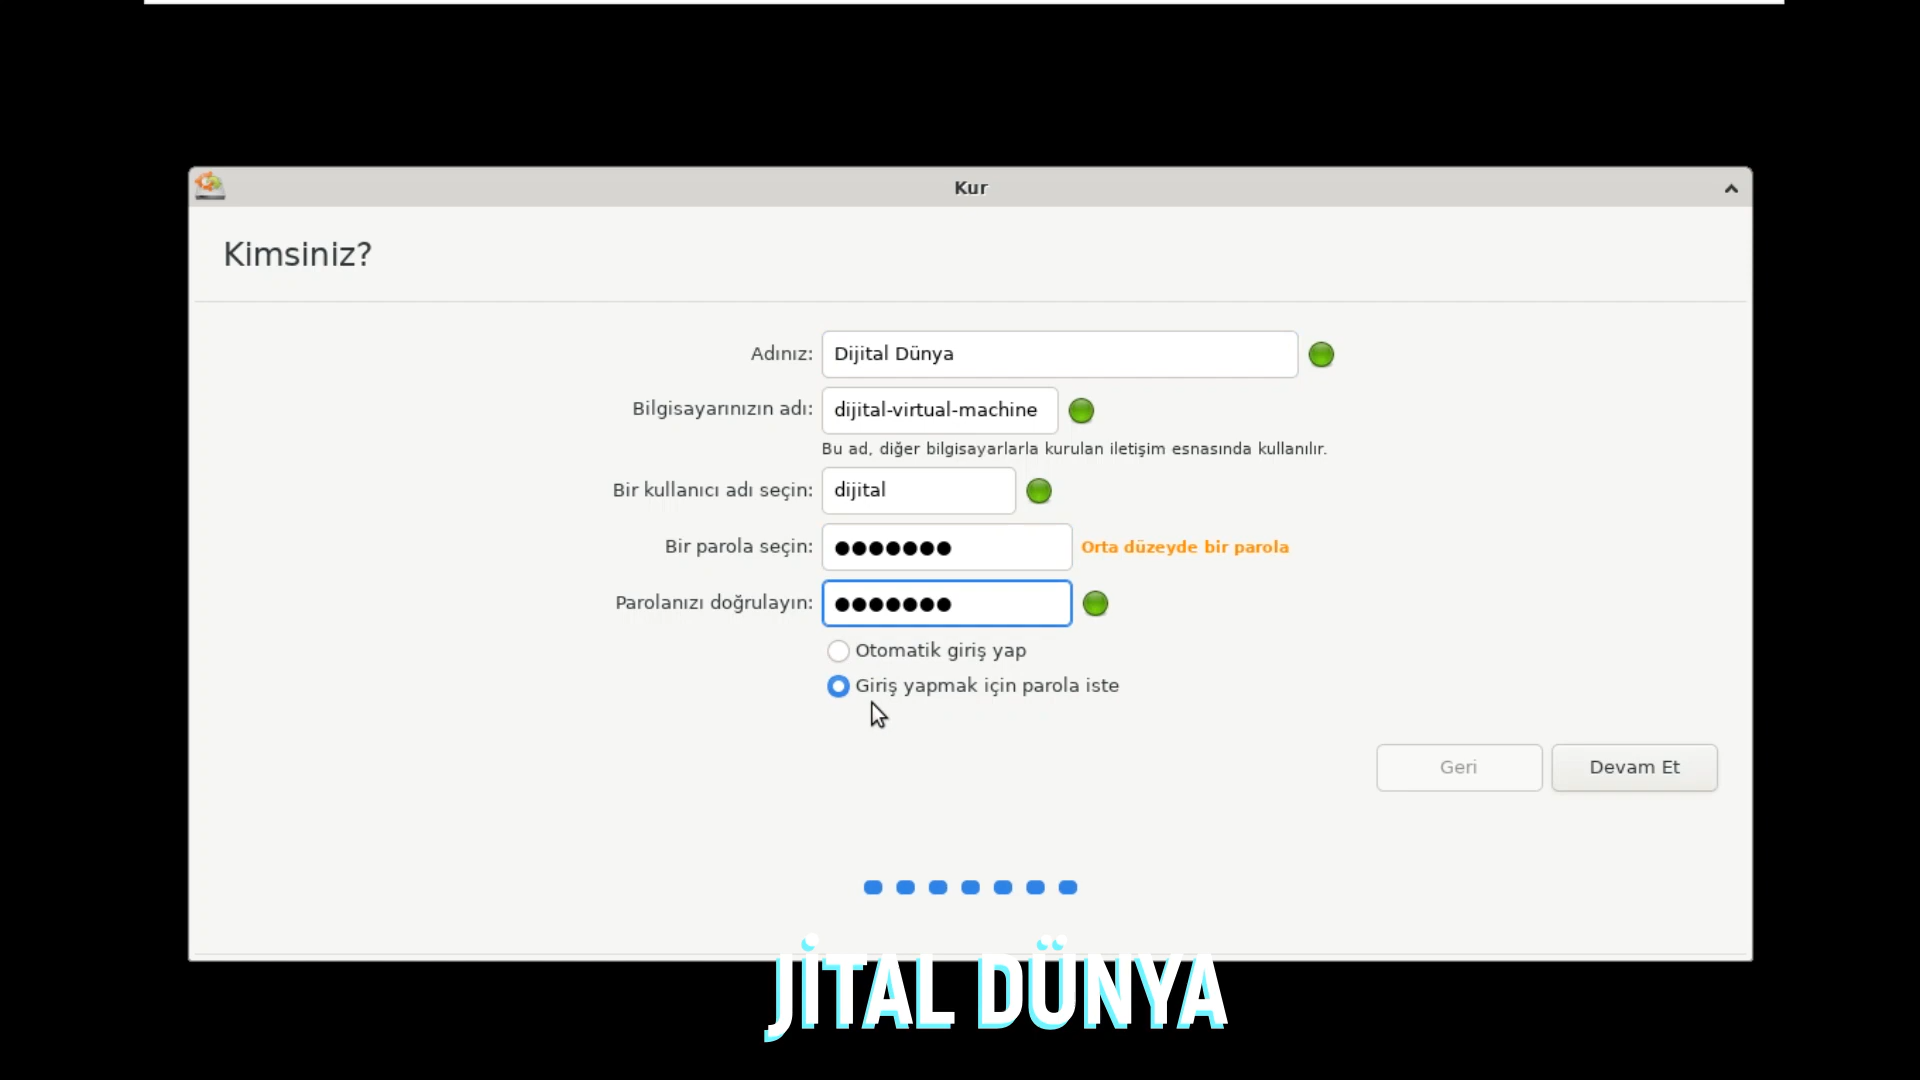 Kur
Kimsiniz?
Adınız: Dijital Dünya
Bilgisayarınızın adı: dijital-virtual-machine
Bu ad, diğer bilgisayarlarla kurulan iletişim esnasında kullanılır.
Bir kullanıcı adı seçin: dijital
Bir parola seçin: ●●●●●●● Orta düzeyde bir parola
Parolanızı doğrulayın: ●●●●●●●
Otomatik giriş yap
Giriş yapmak için parola iste
Geri Devam Et
JİTAL DÜNYA